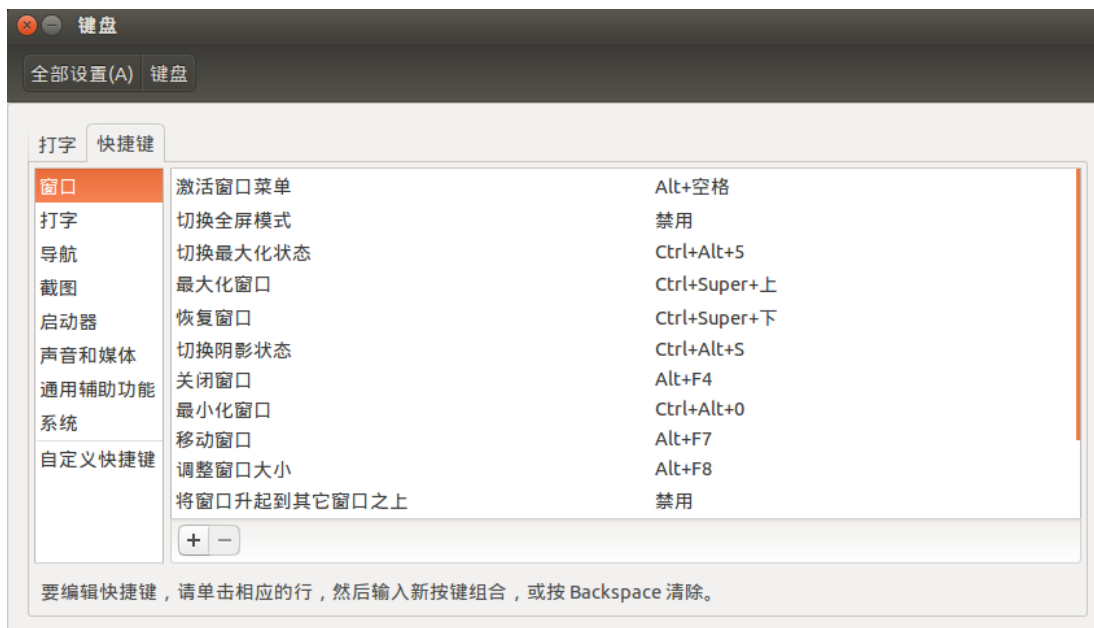 键盘
全部设置(A) 键盘
打字 快捷键
窗口
打字
导航
截图
启动器
声音和媒体
通用辅助功能
系统
自定义快捷键
激活窗口菜单 Alt+空格
切换全屏模式 禁用
切换最大化状态 Ctrl+Alt+5
最大化窗口 Ctrl+Super+上
恢复窗口 Ctrl+Super+下
切换阴影状态 Ctrl+Alt+S
关闭窗口 Alt+F4
最小化窗口 Ctrl+Alt+0
移动窗口 Alt+F7
调整窗口大小 Alt+F8
将窗口升起到其它窗口之上 禁用
要编辑快捷键，请单击相应的行，然后输入新按键组合，或按 Backspace 清除。